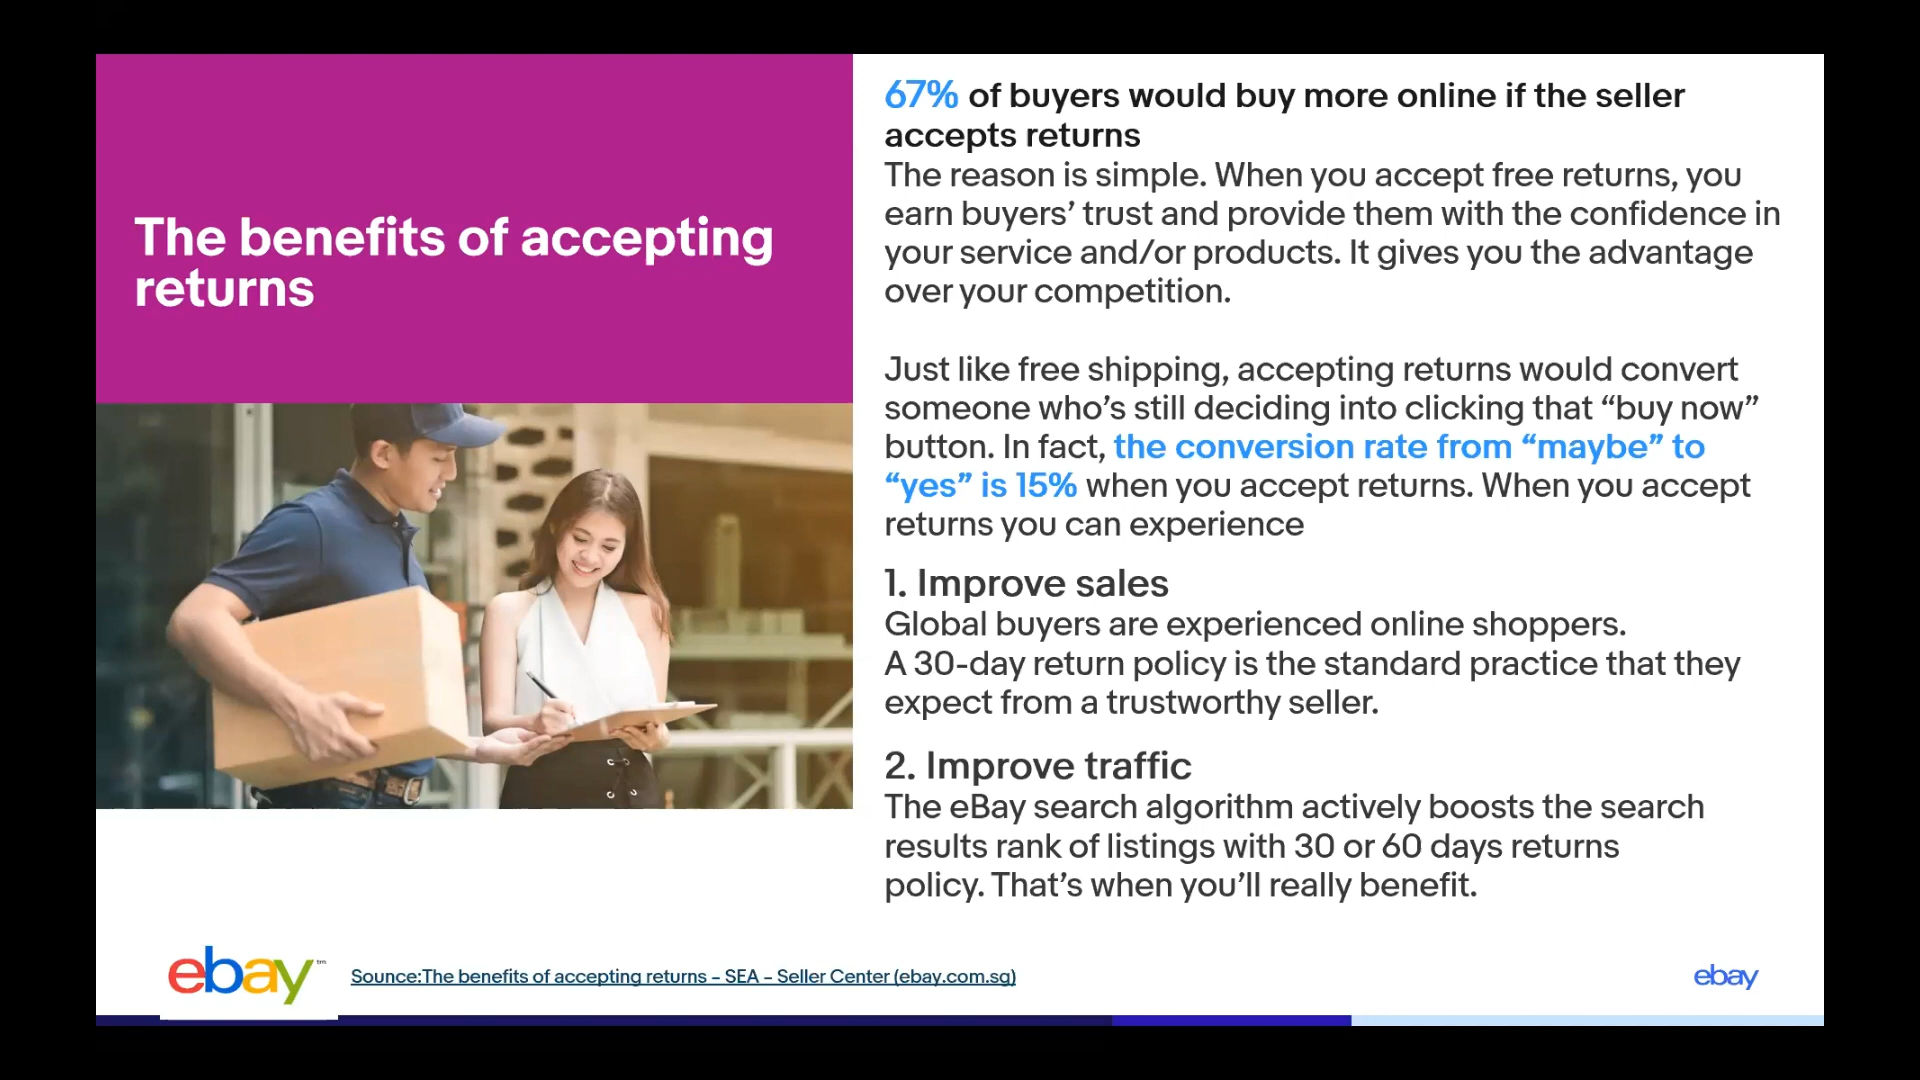 The benefits of accepting
returns
67% of buyers would buy more online if the seller
accepts returns
The reason is simple. When you accept free returns, you
earn buyers’ trust and provide them with the confidence in
your service and/or products. It gives you the advantage
over your competition.
Just like free shipping, accepting returns would convert
someone who’s still deciding into clicking that “buy now”
button. In fact, the conversion rate from “maybe” to
“yes” is 15% when you accept returns. When you accept
returns you can experience
1. Improve sales
Global buyers are experienced online shoppers.
A 30-day return policy is the standard practice that they
expect from a trustworthy seller.
2. Improve traffic
The eBay search algorithm actively boosts the search
results rank of listings with 30 or 60 days returns
policy. That’s when you’ll really benefit.
ebay™
Sounce:The benefits of accepting returns – SEA – Seller Center (ebay.com.sg)
ebay